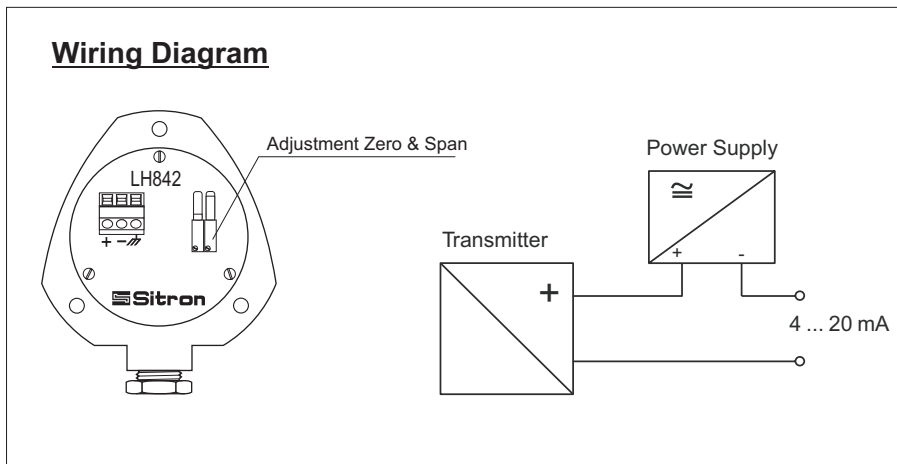 Wiring Diagram
Adjustment Zero & Span
LH842
+ -
Sitron
Power Supply
≅
+ -
Transmitter
+
4 ... 20 mA